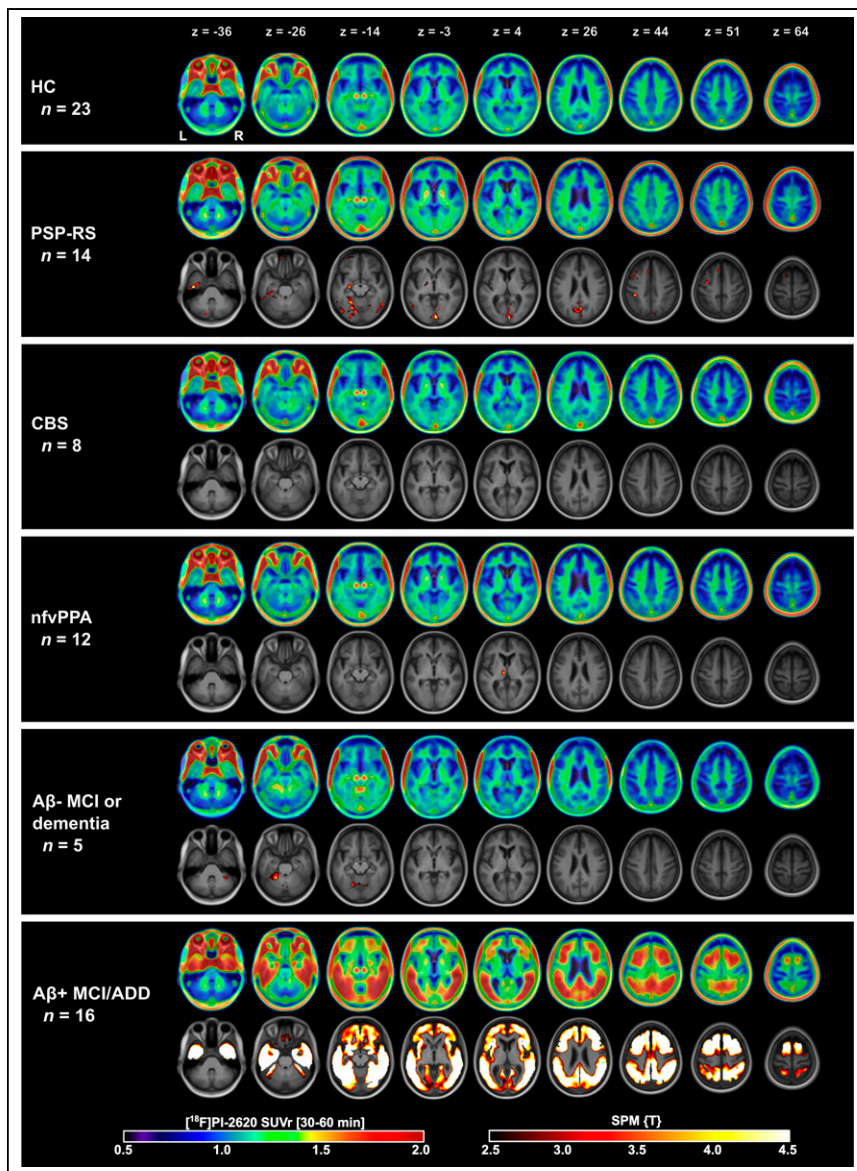 z = -36 z = -26 z = -14 z = -3 z = 4 z = 26 z = 44 z = 51 z = 64
HC
n = 23
L R
PSP-RS
n = 14
CBS
n = 8
nfvPPA
n = 12
Aβ- MCI or
dementia
n = 5
Aβ+ MCI/ADD
n = 16
[¹⁸F]PI-2620 SUVr [30-60 min] SPM {T}
0.5 1.0 1.5 2.0 2.5 3.0 3.5 4.0 4.5